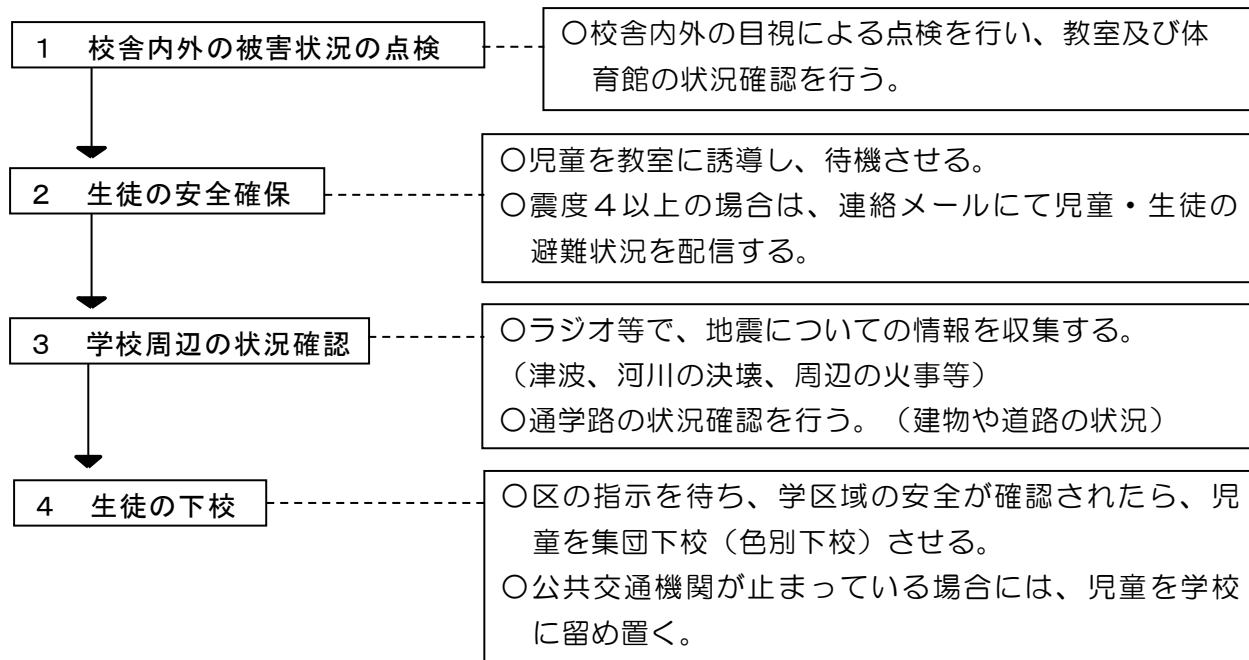 1 校舎内外の被害状況の点検
○校舎内外の目視による点検を行い、教室及び体
育館の状況確認を行う。
2 生徒の安全確保
○児童を教室に誘導し、待機させる。
○震度４以上の場合は、連絡メールにて児童・生徒の
避難状況を配信する。
3 学校周辺の状況確認
○ラジオ等で、地震についての情報を収集する。
（津波、河川の決壊、周辺の火事等）
○通学路の状況確認を行う。（建物や道路の状況）
4 生徒の下校
○区の指示を待ち、学区域の安全が確認されたら、児
童を集団下校（色別下校）させる。
○公共交通機関が止まっている場合には、児童を学校
に留め置く。